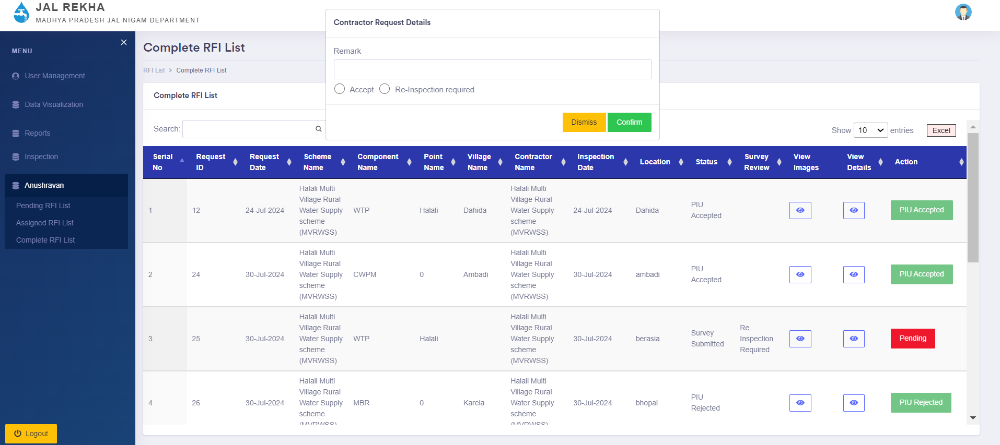 JAL REKHA
MADHYA PRADESH JAL NIGAM DEPARTMENT
MENU
User Management
Data Visualization
Reports
Inspection
Anushravan
Pending RFI List
Assigned RFI List
Complete RFI List
Logout
Complete RFI List
RFI List > Complete RFI List
Complete RFI List
Contractor Request Details
Remark
Accept Re-Inspection required
Dismiss Confirm
Search:
Show 10 entries Excel
Serial Request Request Scheme Component Point Village Contractor Inspection Location Status Survey View View Action
No ID Date Name Name Name Name Name Date Review Images Details
Halali Multi Halali Multi
Village Rural Village Rural PIU
1 12 24-Jul-2024 Water Supply WTP Halali Dahida Water Supply 24-Jul-2024 Dahida Accepted PIU Accepted
scheme scheme
(MVRWSS) (MVRWSS)
Halali Multi Halali Multi
Village Rural Village Rural PIU
2 24 30-Jul-2024 Water Supply CWPM 0 Ambadi Water Supply 30-Jul-2024 ambadi Accepted PIU Accepted
scheme scheme
(MVRWSS) (MVRWSS)
Halali Multi Halali Multi
Village Rural Village Rural Survey Re
3 25 30-Jul-2024 Water Supply WTP Halali Water Supply 30-Jul-2024 berasia Submitted Inspection Pending
scheme scheme Required
(MVRWSS) (MVRWSS)
Halali Multi Halali Multi
Village Rural Village Rural PIU
4 26 30-Jul-2024 Water Supply MBR 0 Karela Water Supply 30-Jul-2024 bhopal Rejected PIU Rejected
scheme scheme
(MVRWSS) (MVRWSS)